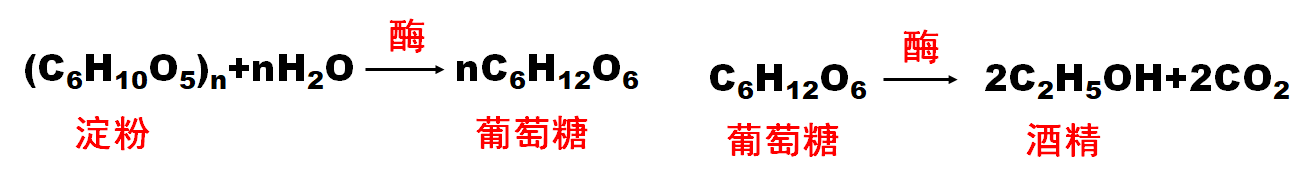 酶 酶
(C₆H₁₀O₅)ₙ+nH₂O ⟶ nC₆H₁₂O₆ C₆H₁₂O₆ ⟶ 2C₂H₅OH+2CO₂
淀粉 葡萄糖 葡萄糖 酒精